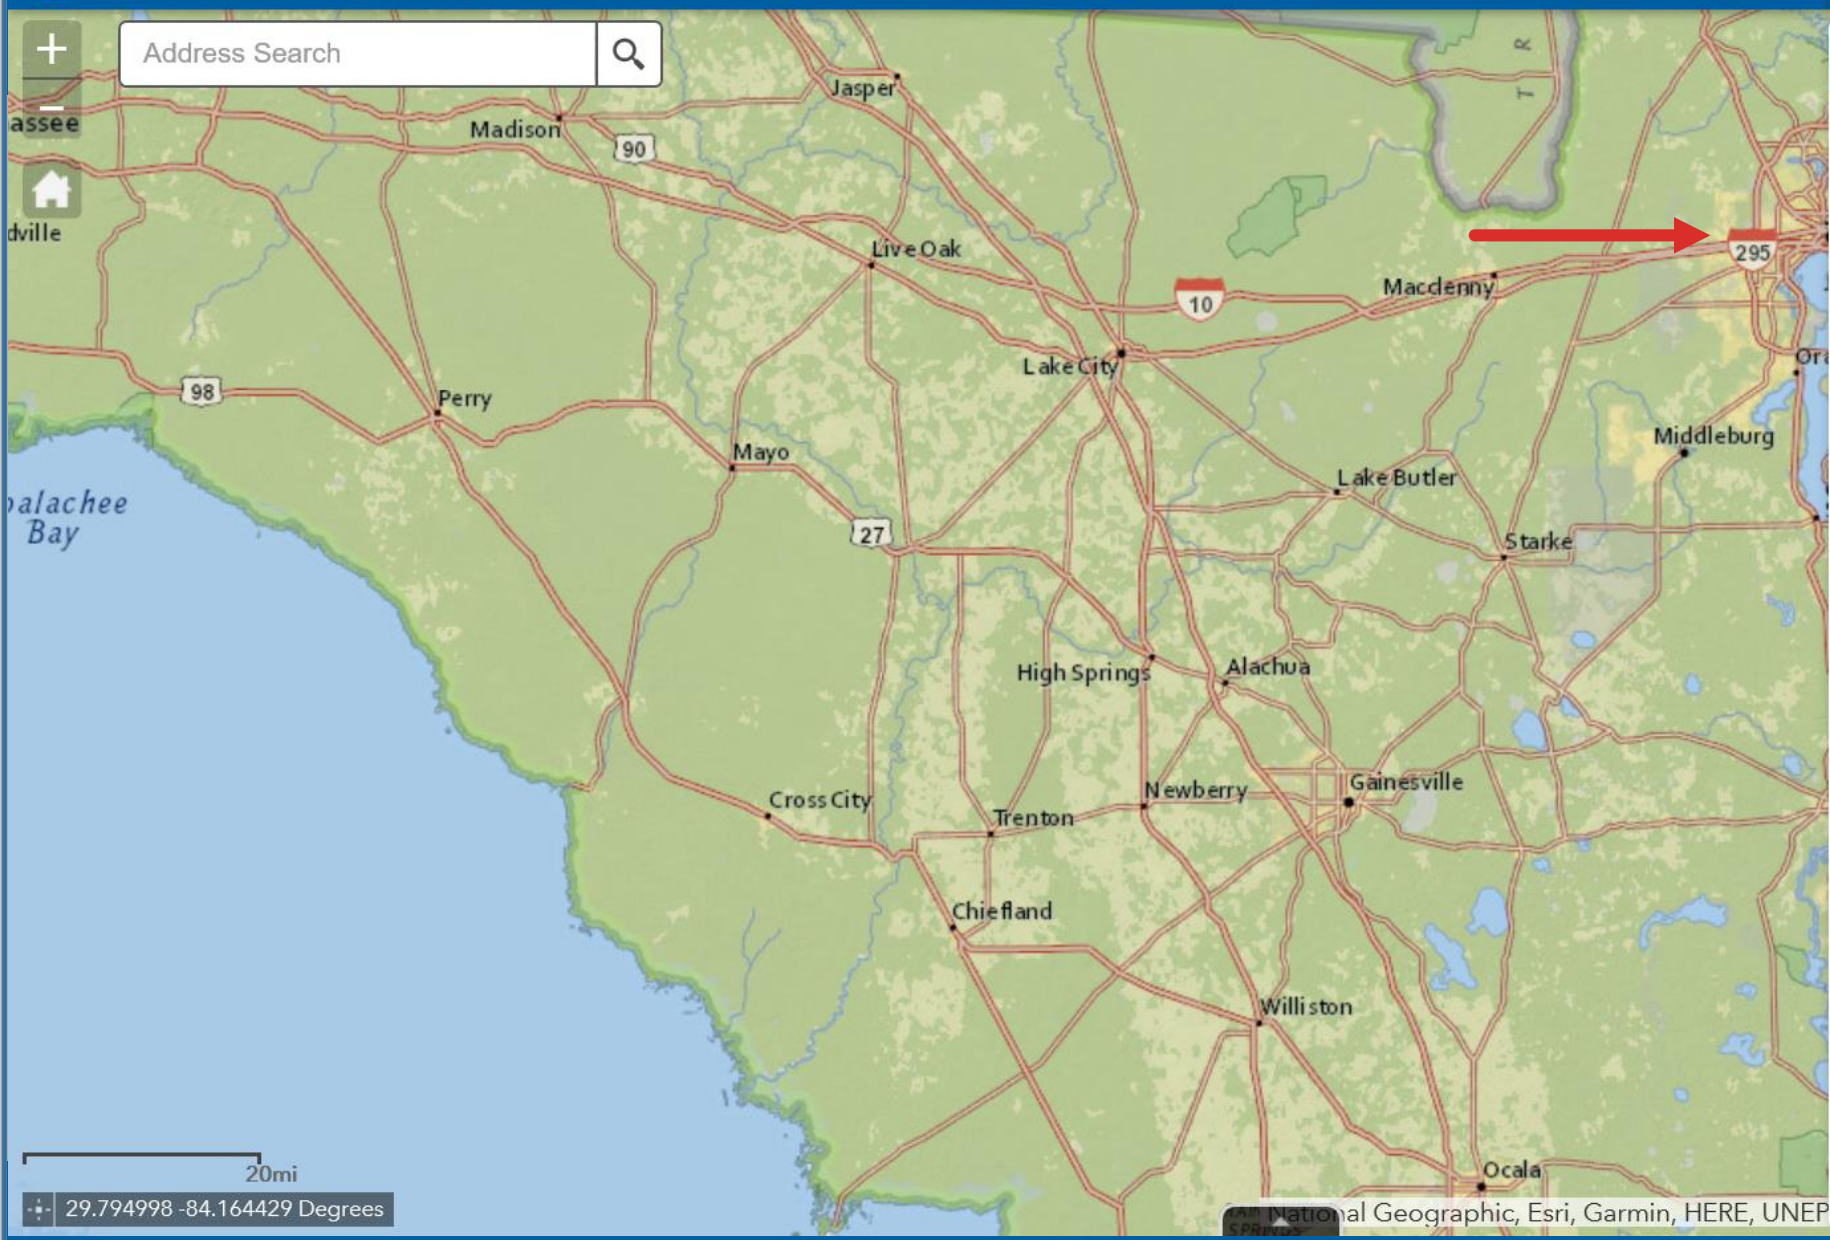 +
Address Search
−
Jasper
T R
assee
Madison
90
dville
Live Oak
295
Macclenny
10
Lake City
Ora
98
Perry
Middleburg
Mayo
Lake Butler
palachee
Bay
27
Starke
High Springs
Alachua
Gainesville
Cross City
Newberry
Trenton
Chiefland
Williston
20mi
Ocala
29.794998 -84.164429 Degrees
National Geographic, Esri, Garmin, HERE, UNEP
SPRINGS